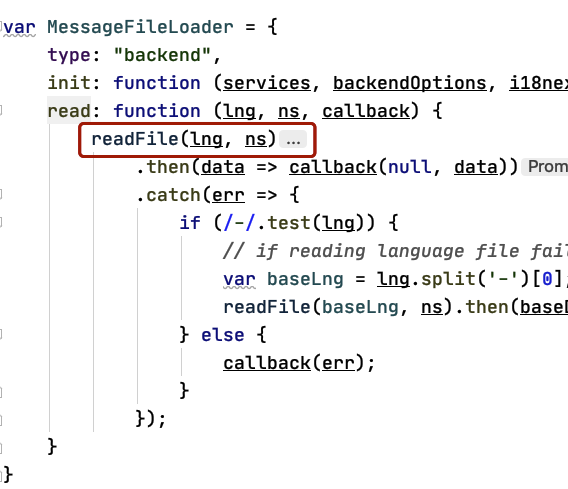 var MessageFileLoader = {
type: "backend",
init: function (services, backendOptions, i18nex
read: function (lng, ns, callback) {
readFile(lng, ns)...
.then(data => callback(null, data)) Prom
.catch(err => {
if (/-/.test(lng)) {
// if reading language file fai
var baseLng = lng.split('-')[0];
readFile(baseLng, ns).then(baseD
} else {
callback(err);
}
});
}
}